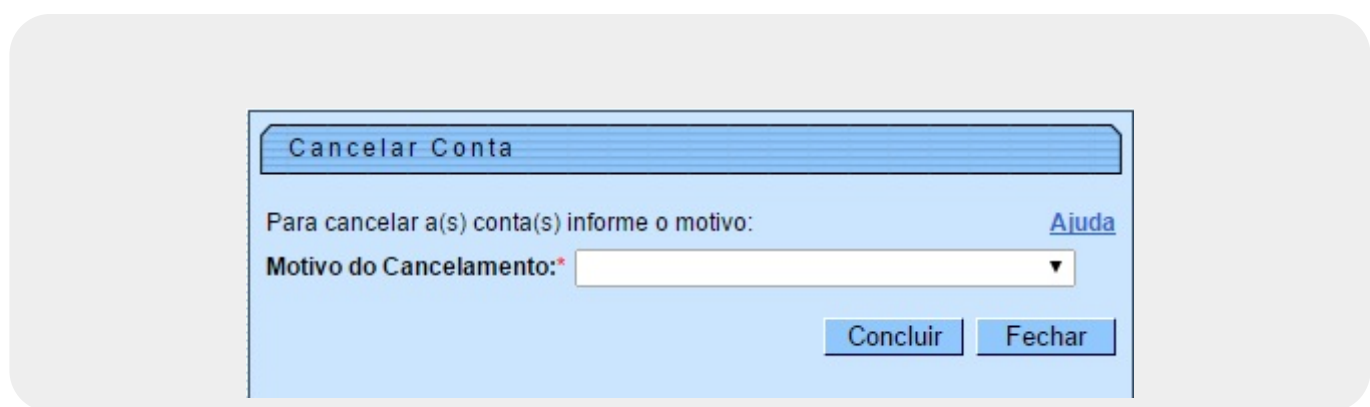 Cancelar Conta
Para cancelar a(s) conta(s) informe o motivo: Ajuda
Motivo do Cancelamento:*
Concluir Fechar